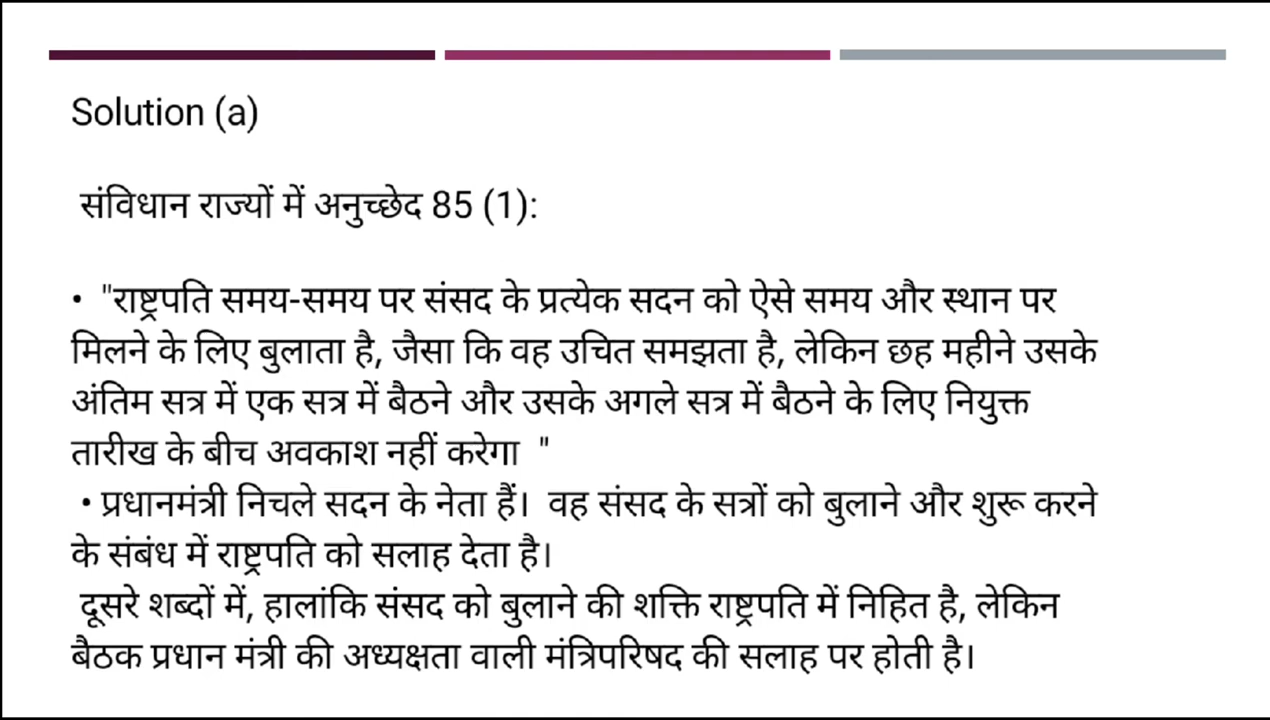 Solution (a)
संविधान राज्यों में अनुच्छेद 85 (1):
• "राष्ट्रपति समय-समय पर संसद के प्रत्येक सदन को ऐसे समय और स्थान पर
मिलने के लिए बुलाता है, जैसा कि वह उचित समझता है, लेकिन छह महीने उसके
अंतिम सत्र में एक सत्र में बैठने और उसके अगले सत्र में बैठने के लिए नियुक्त
तारीख के बीच अवकाश नहीं करेगा "
• प्रधानमंत्री निचले सदन के नेता हैं। वह संसद के सत्रों को बुलाने और शुरू करने
के संबंध में राष्ट्रपति को सलाह देता है।
दूसरे शब्दों में, हालांकि संसद को बुलाने की शक्ति राष्ट्रपति में निहित है, लेकिन
बैठक प्रधान मंत्री की अध्यक्षता वाली मंत्रिपरिषद की सलाह पर होती है।